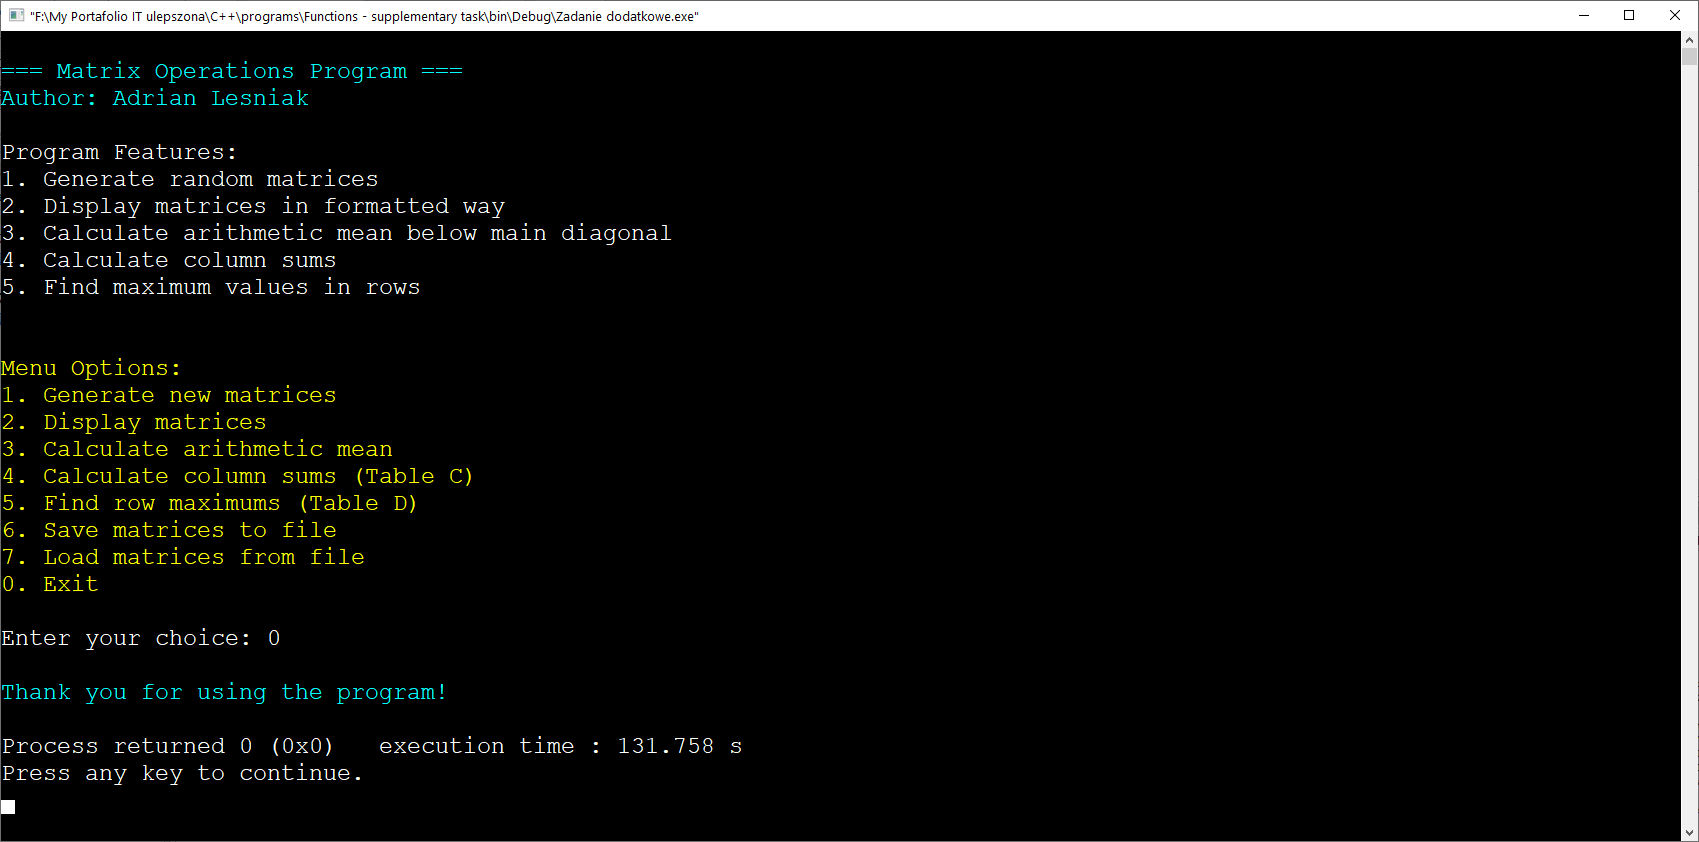 "F:\My Portafolio IT ulepszona\C++\programs\Functions - supplementary task\bin\Debug\Zadanie dodatkowe.exe"
=== Matrix Operations Program ===
Author: Adrian Lesniak
Program Features:
1. Generate random matrices
2. Display matrices in formatted way
3. Calculate arithmetic mean below main diagonal
4. Calculate column sums
5. Find maximum values in rows
Menu Options:
1. Generate new matrices
2. Display matrices
3. Calculate arithmetic mean
4. Calculate column sums (Table C)
5. Find row maximums (Table D)
6. Save matrices to file
7. Load matrices from file
0. Exit
Enter your choice: 0
Thank you for using the program!
Process returned 0 (0x0)   execution time : 131.758 s
Press any key to continue.